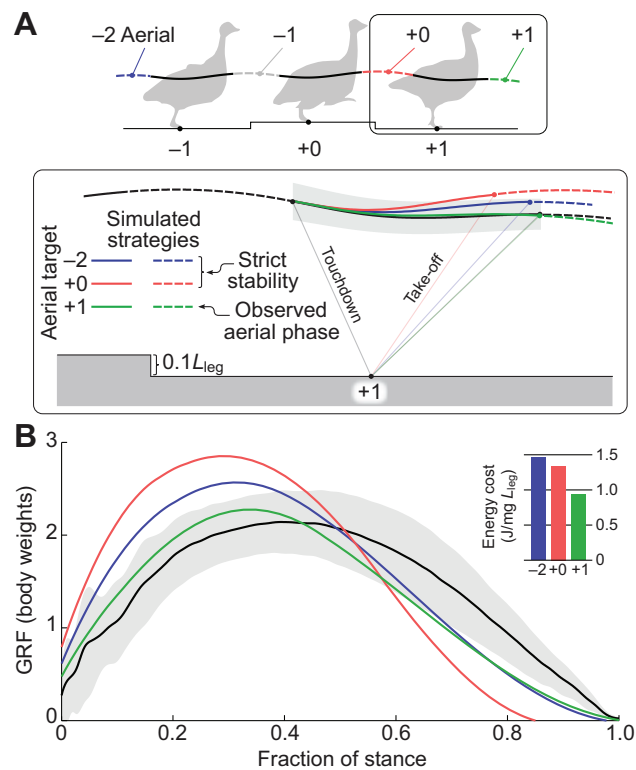 A
–2 Aerial
–1
+0
+1
–1
+0
+1
Simulated
strategies
Aerial target
–2
+0
+1
Strict
stability
Observed
aerial phase
Touchdown
Take-off
0.1Lleg
+1
B
3
2
1
0
GRF (body weights)
0
0.2
0.4
0.6
0.8
1.0
Fraction of stance
Energy cost
(J/mg Lleg)
1.5
1.0
0.5
0
–2 +0 +1